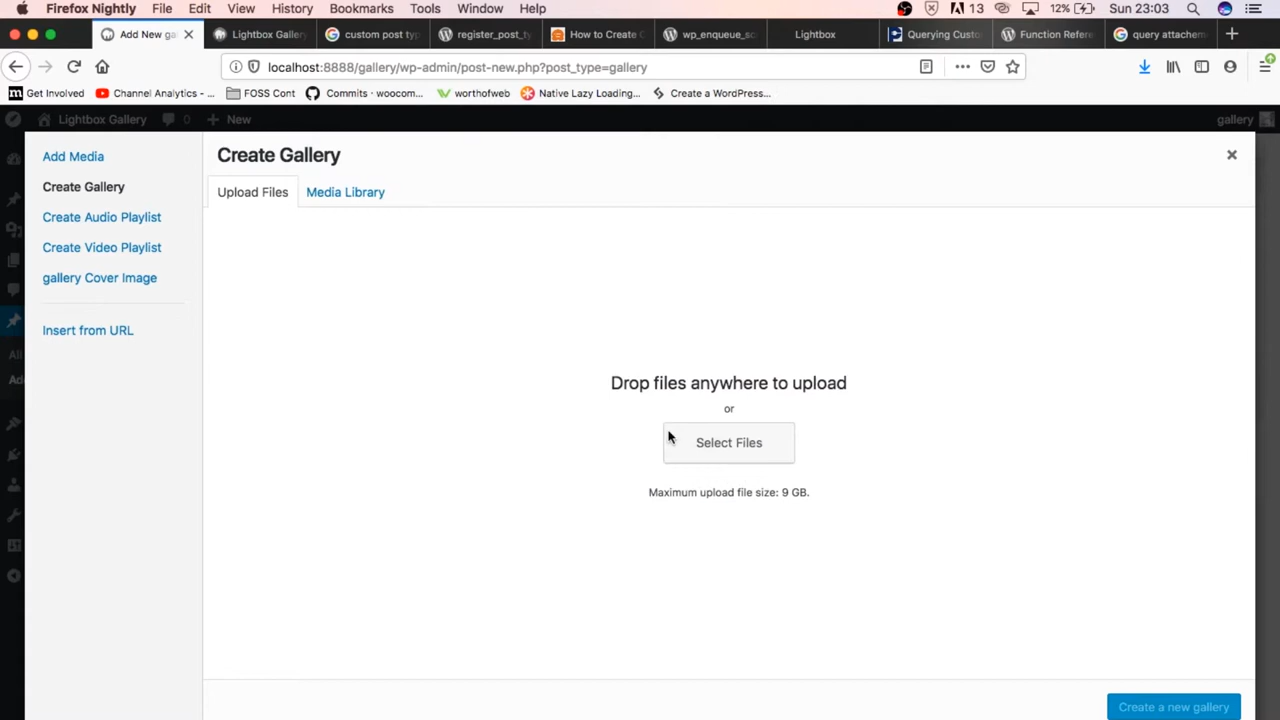 Firefox Nightly File Edit View History Bookmarks Tools Window Help 13 12% Sun 23:03
Add New ga Lightbox Gallery custom post typ register_post_ty How to Create C wp_enqueue_sc Lightbox Querying Custo Function Refere query attachem
localhost:8888/gallery/wp-admin/post-new.php?post_type=gallery
Get Involved Channel Analytics - ... FOSS Cont Commits · woocom... worthofweb Native Lazy Loading... Create a WordPress...
Lightbox Gallery 0 New gallery
Add Media
Create Gallery
Create Audio Playlist
Create Video Playlist
gallery Cover Image
Insert from URL
All
Ad
Create Gallery
Upload Files Media Library
Drop files anywhere to upload
or
Select Files
Maximum upload file size: 9 GB.
Create a new gallery